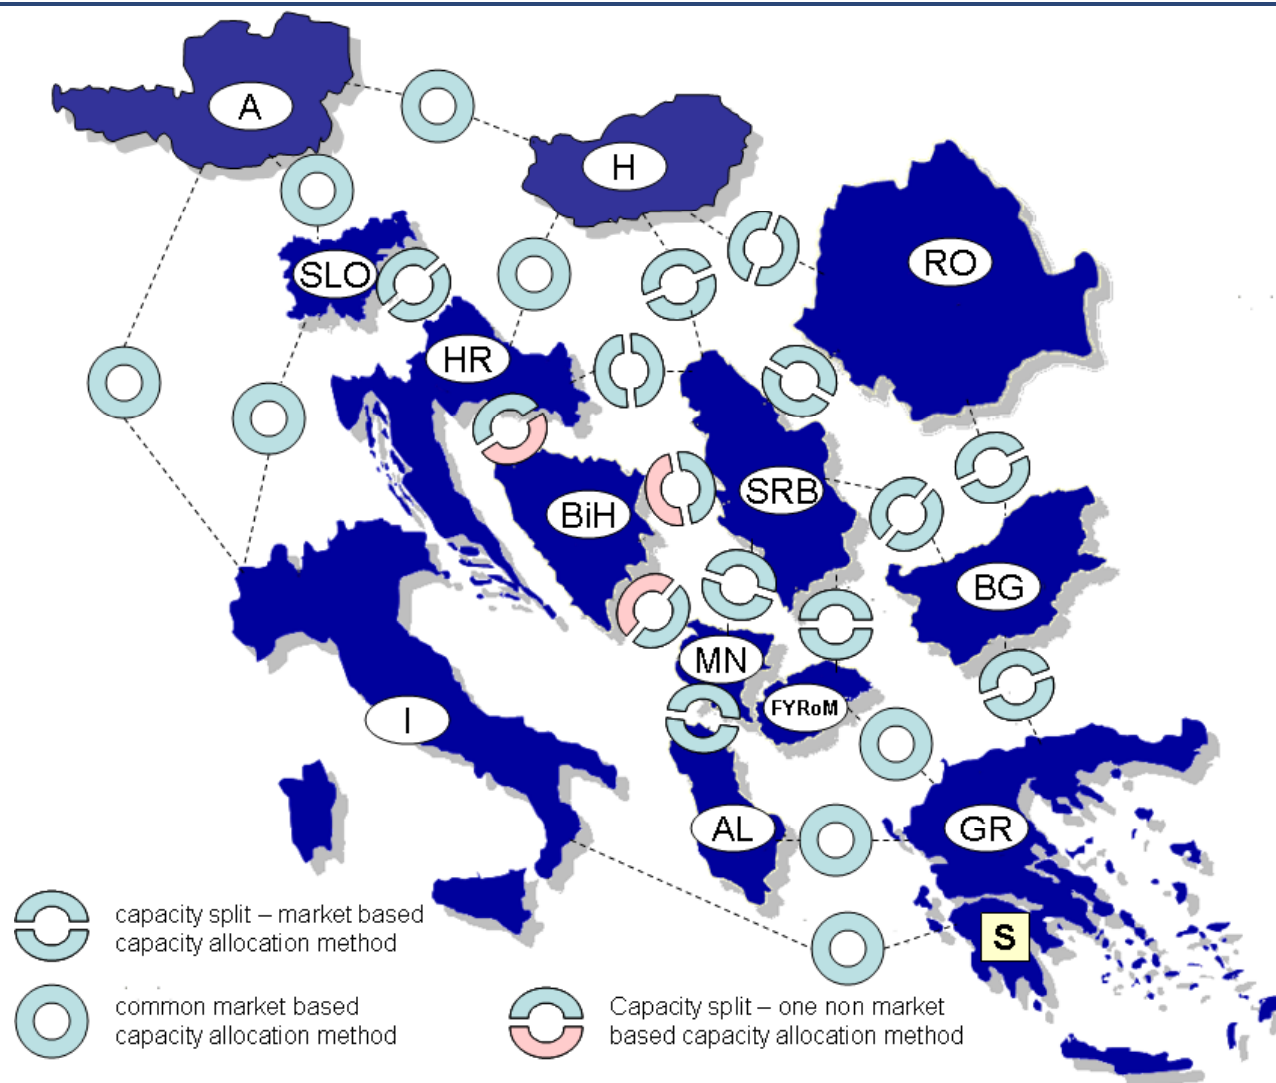 A
H
RO
SLO
HR
SRB
BiH
BG
MN
FYRoM
I
AL
GR
S
capacity split – market based
capacity allocation method
common market based
capacity allocation method
Capacity split – one non market
based capacity allocation method